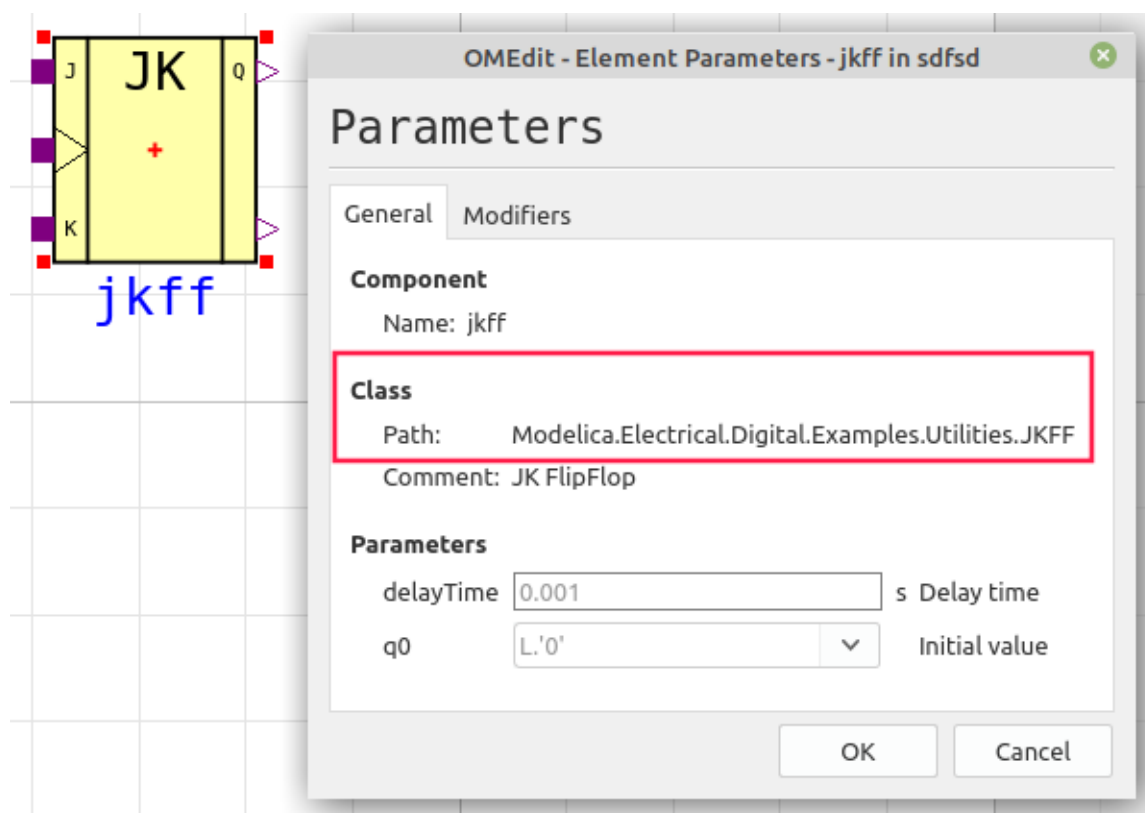 JK
J
Q
K
jkff
OMEdit - Element Parameters - jkff in sdfsd
Parameters
General Modifiers
Component
Name: jkff
Class
Path: Modelica.Electrical.Digital.Examples.Utilities.JKFF
Comment: JK FlipFlop
Parameters
delayTime 0.001 s Delay time
q0 L.'0' Initial value
OK Cancel